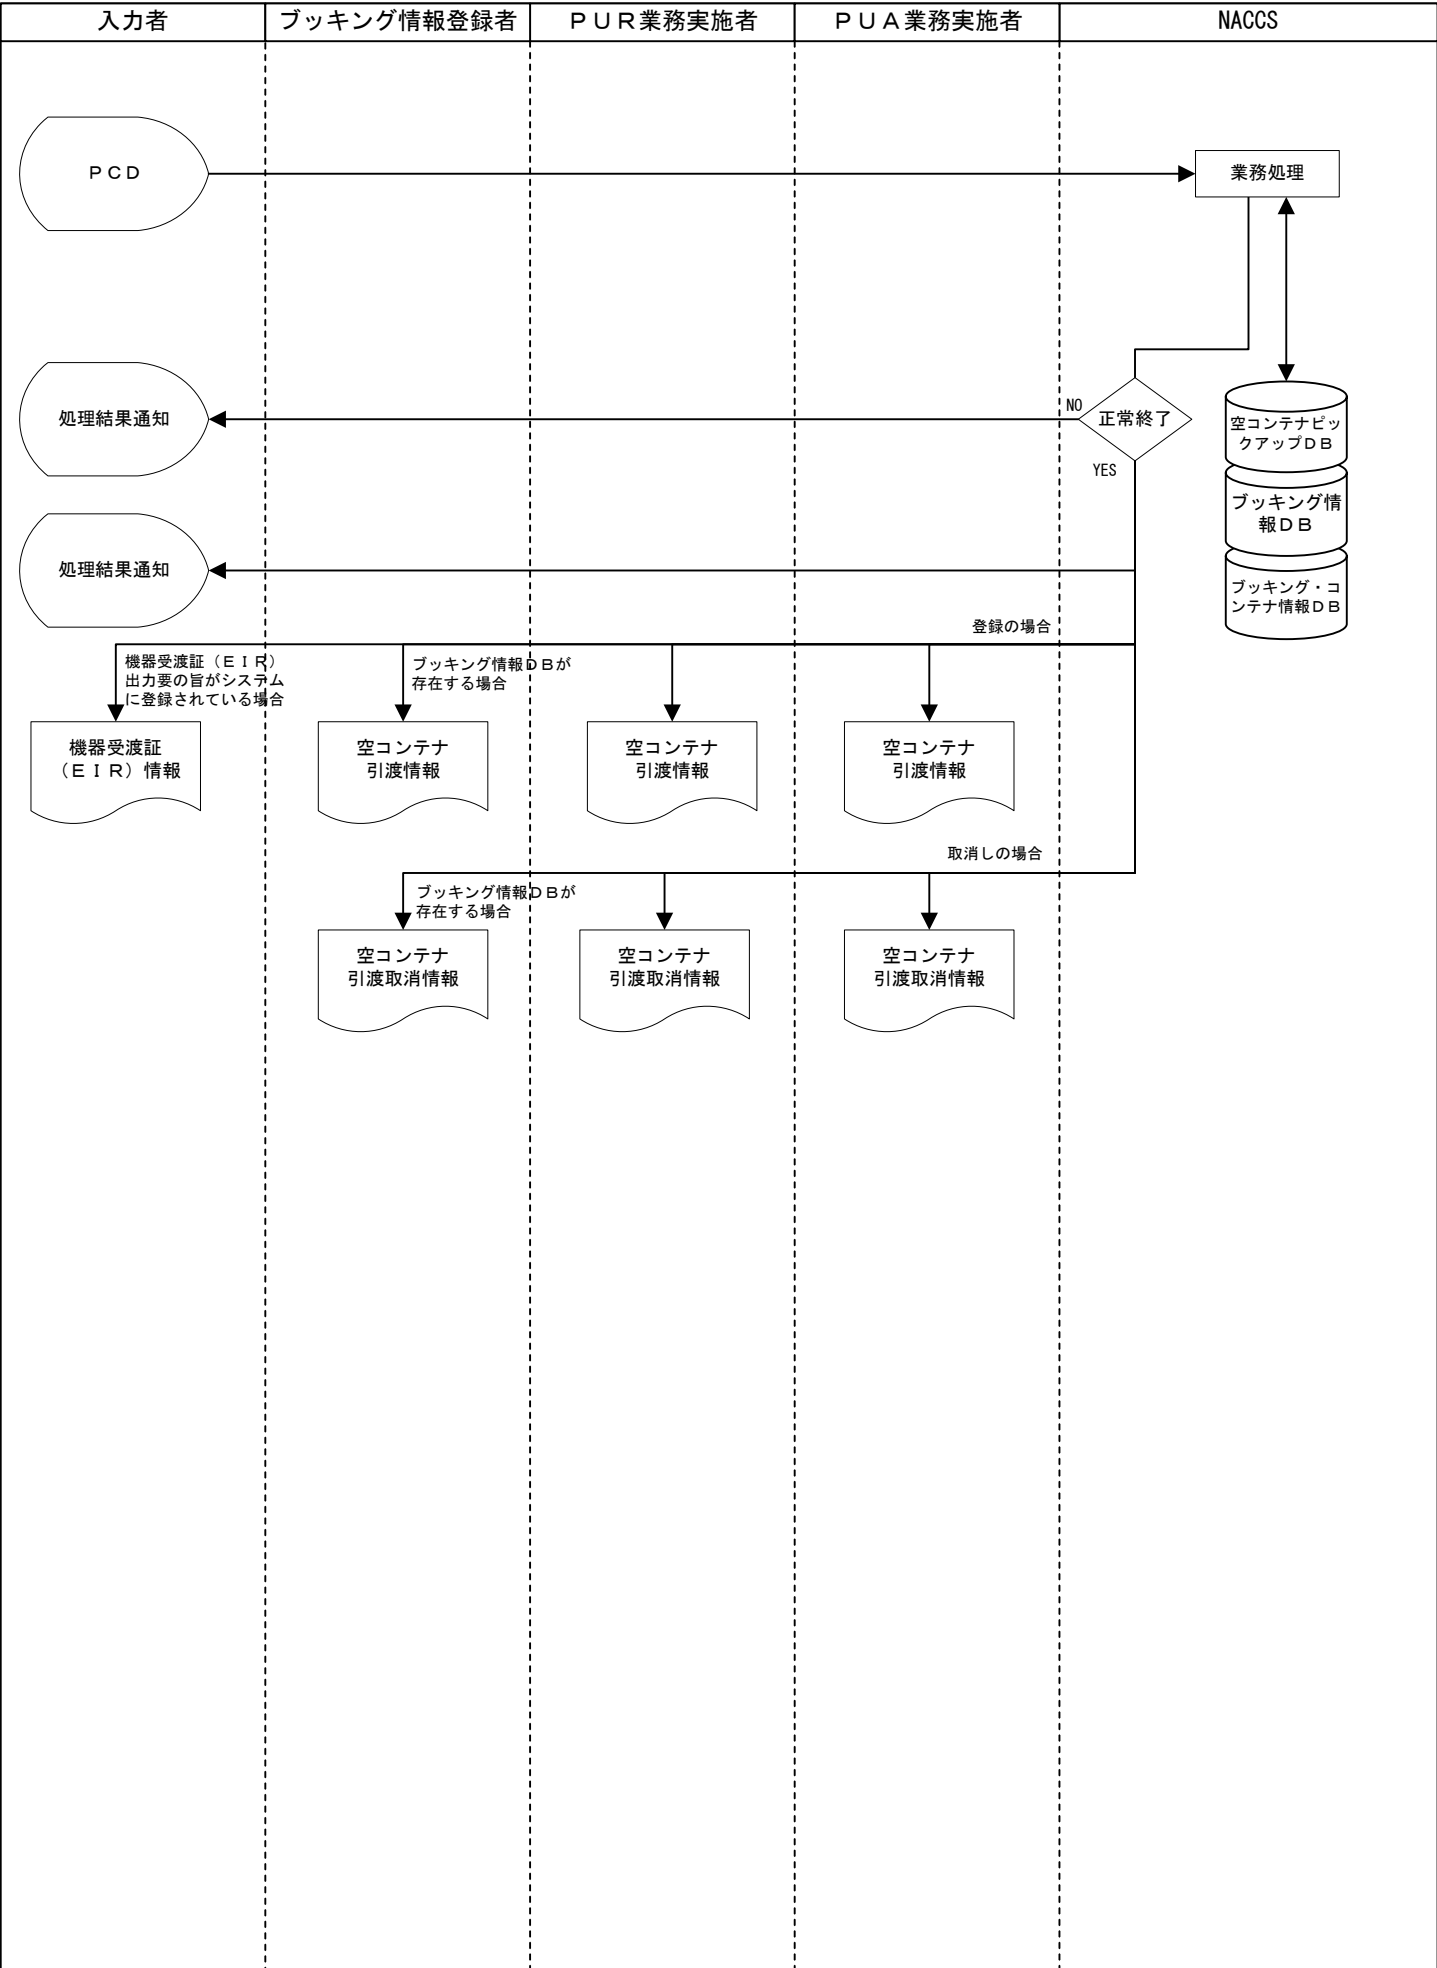 入力者
ブッキング情報登録者
ＰＵＲ業務実施者
ＰＵＡ業務実施者
NACCS
ＰＣＤ
業務処理
処理結果通知
NO
正常終了
YES
空コンテナピッ
クアップＤＢ
ブッキング情
報ＤＢ
ブッキング・コ
ンテナ情報ＤＢ
処理結果通知
登録の場合
機器受渡証（ＥＩＲ）
出力要の旨がシステム
に登録されている場合
ブッキング情報ＤＢが
存在する場合
機器受渡証
（ＥＩＲ）情報
空コンテナ
引渡情報
空コンテナ
引渡情報
空コンテナ
引渡情報
取消しの場合
ブッキング情報ＤＢが
存在する場合
空コンテナ
引渡取消情報
空コンテナ
引渡取消情報
空コンテナ
引渡取消情報